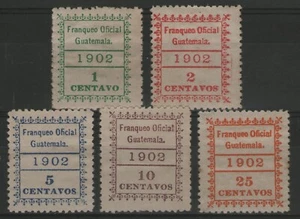 Franqueo Oficial
Guatemala.
1902
1
CENTAVO
Franqueo Oficial
Guatemala.
1902
2
CENTAVOS
Franqueo Oficial
Guatemala.
1902
5
CENTAVOS
Franqueo Oficial
Guatemala.
1902
10
CENTAVOS
Franqueo Oficial
Guatemala.
1902
25
CENTAVOS